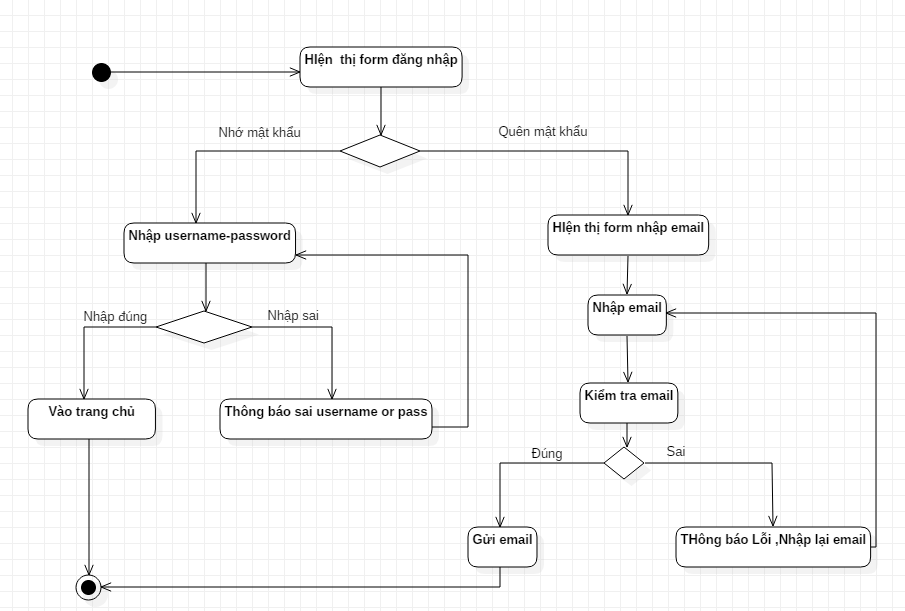 HIện  thị form đăng nhập
Nhớ mật khẩu
Quên mật khẩu
Nhập username-password
HIện thị form nhập email
Nhập đúng
Nhập sai
Nhập email
Vào trang chủ
Thông báo sai username or pass
Kiểm tra email
Đúng
Sai
Gửi email
THông báo Lỗi ,Nhập lại email